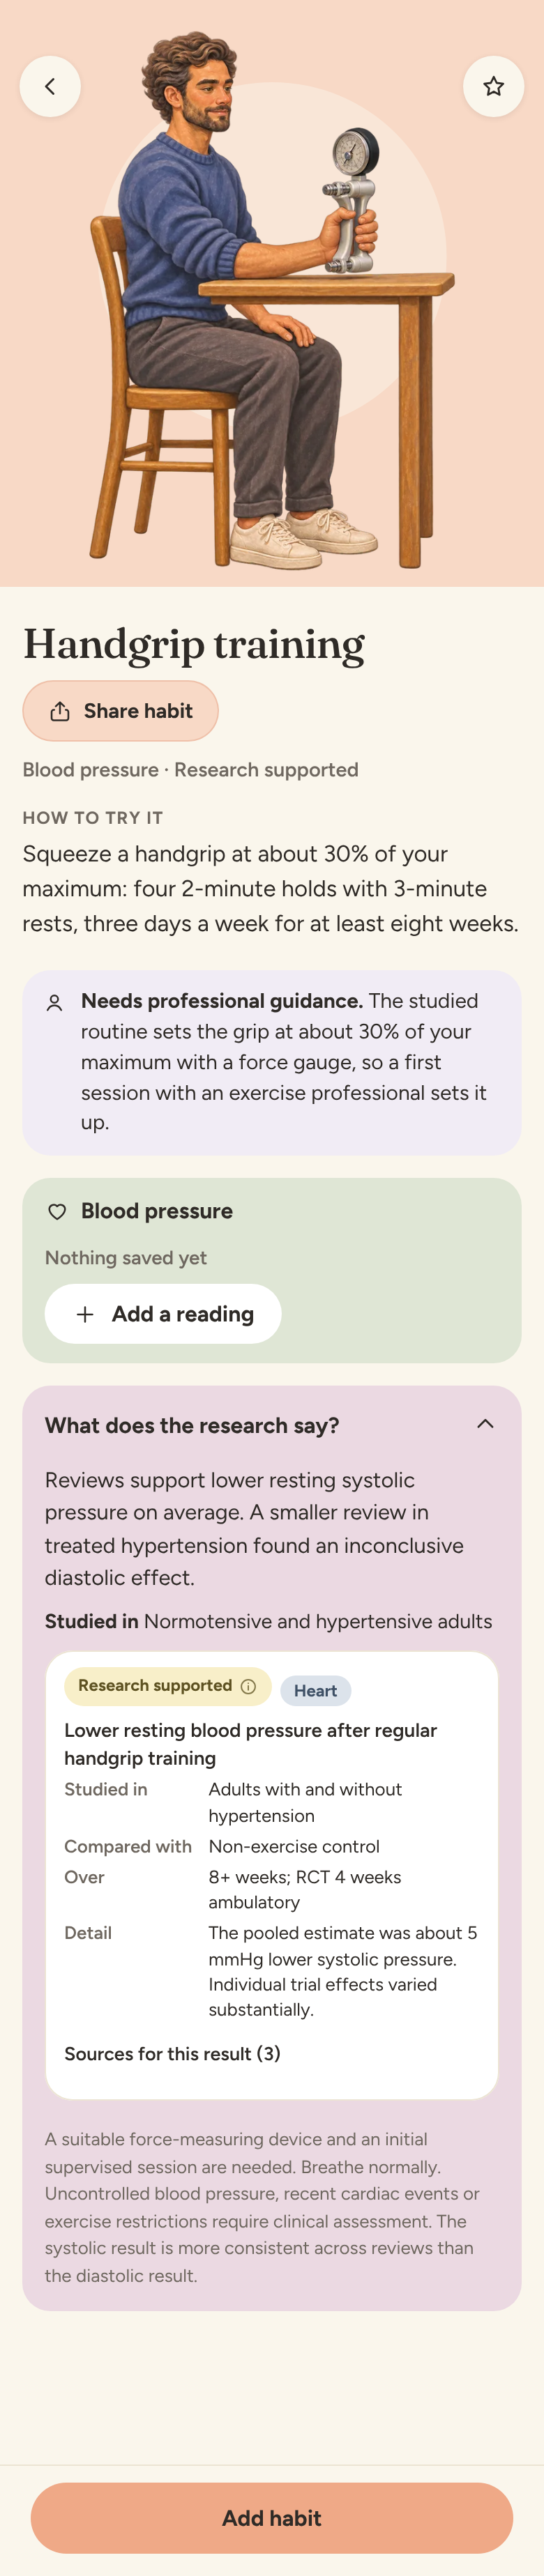 Handgrip training
Share habit
Blood pressure · Research supported
HOW TO TRY IT
Squeeze a handgrip at about 30% of your
maximum: four 2-minute holds with 3-minute
rests, three days a week for at least eight weeks.
Needs professional guidance. The studied
routine sets the grip at about 30% of your
maximum with a force gauge, so a first
session with an exercise professional sets it
up.
Blood pressure
Nothing saved yet
Add a reading
What does the research say?
Reviews support lower resting systolic
pressure on average. A smaller review in
treated hypertension found an inconclusive
diastolic effect.
Studied in Normotensive and hypertensive adults
Research supported
Heart
Lower resting blood pressure after regular
handgrip training
Studied in Adults with and without
hypertension
Compared with Non-exercise control
Over 8+ weeks; RCT 4 weeks
ambulatory
Detail The pooled estimate was about 5
mmHg lower systolic pressure.
Individual trial effects varied
substantially.
Sources for this result (3)
A suitable force-measuring device and an initial
supervised session are needed. Breathe normally.
Uncontrolled blood pressure, recent cardiac events or
exercise restrictions require clinical assessment. The
systolic result is more consistent across reviews than
the diastolic result.
Add habit